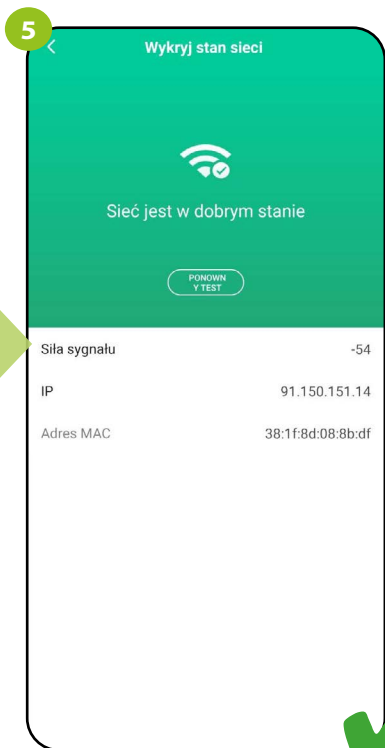 5
Wykryj stan sieci
Sieć jest w dobrym stanie
PONOWN
Y TEST
Siła sygnału -54
IP 91.150.151.14
Adres MAC 38:1f:8d:08:8b:df